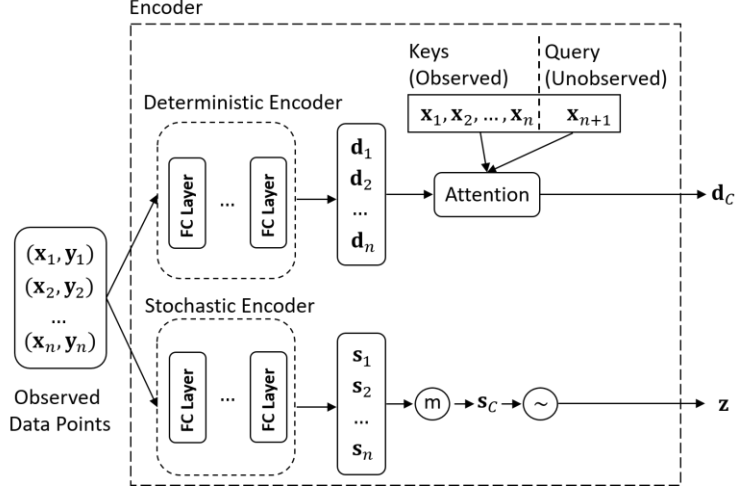 Encoder
Keys
(Observed)
Query
(Unobserved)
x₁, x₂, ..., xₙ
xₙ₊₁
Deterministic Encoder
FC Layer
...
FC Layer
d₁
d₂
...
dₙ
Attention
d_C
(x₁, y₁)
(x₂, y₂)
...
(xₙ, yₙ)
Observed
Data Points
Stochastic Encoder
FC Layer
...
FC Layer
s₁
s₂
...
sₙ
m
s_C
~
z